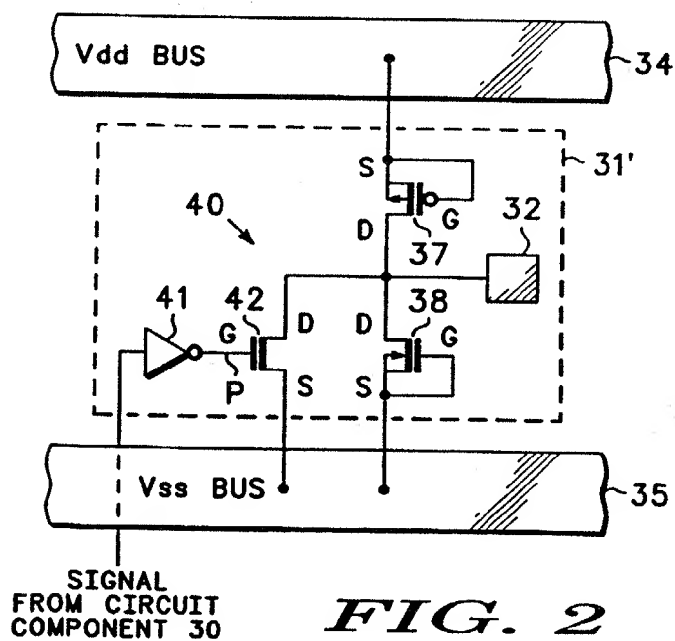 Vdd BUS
34
31'
S
40
G
32
D
37
41
42
38
G
D
D
G
P
S
S
Vss BUS
35
SIGNAL
FROM CIRCUIT
COMPONENT 30
FIG. 2